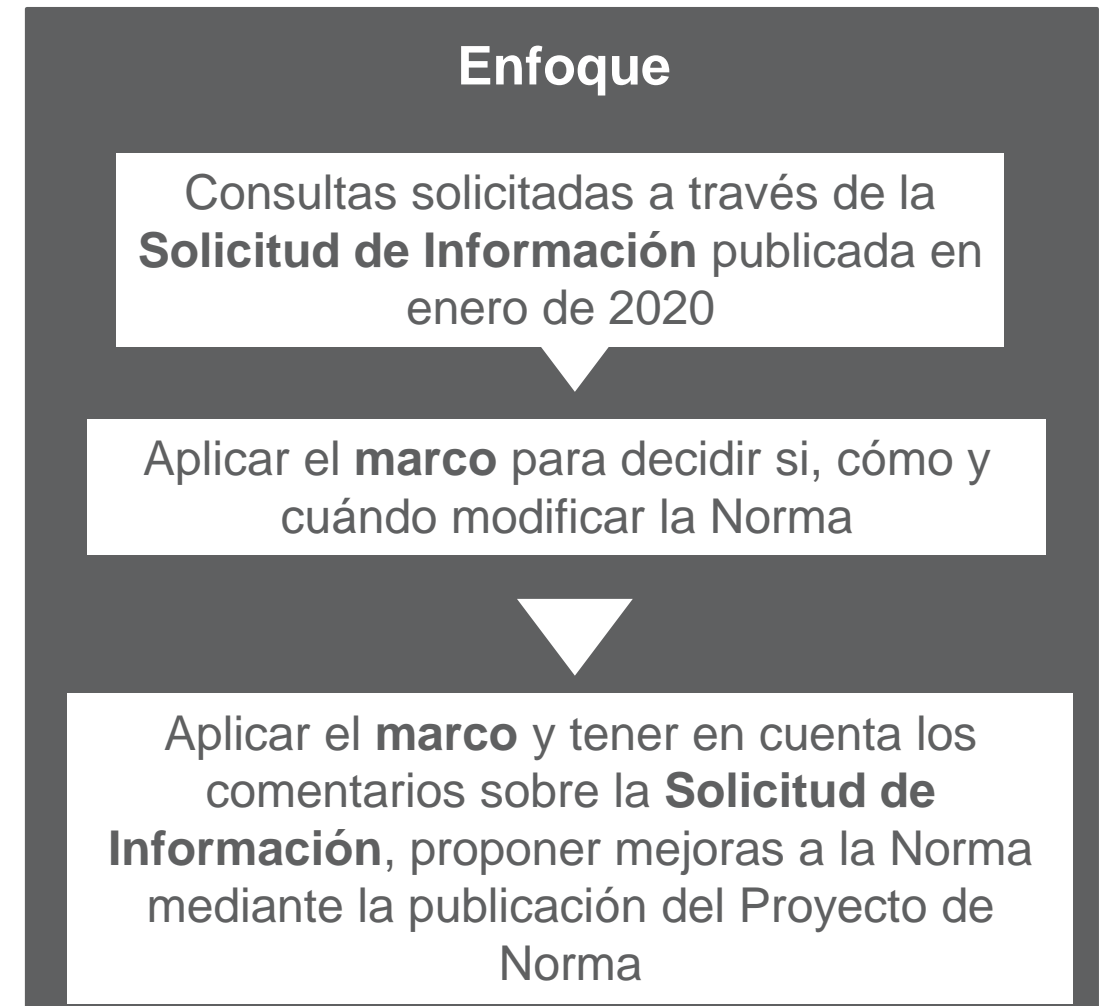 Enfoque
Consultas solicitadas a través de la
Solicitud de Información publicada en
enero de 2020
Aplicar el marco para decidir si, cómo y
cuándo modificar la Norma
Aplicar el marco y tener en cuenta los
comentarios sobre la Solicitud de
Información, proponer mejoras a la Norma
mediante la publicación del Proyecto de
Norma